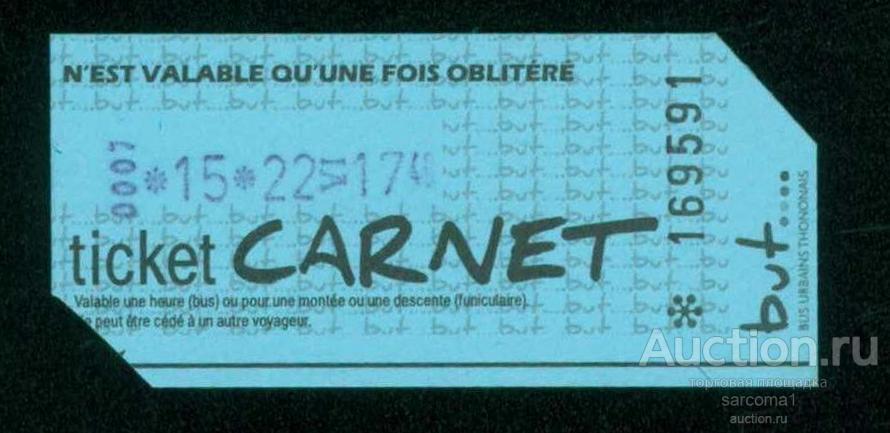 N'EST VALABLE QU'UNE FOIS OBLITÉRÉ
0007 *15*22 17
ticket CARNET
Valable une heure (bus) ou pour une montée ou une descente (funiculaire).
peut être cédé à un autre voyageur.
* 169591
but....
BUS URBAINS THONONAIS
Auction.ru
торговая площадка
sarcoma1
auction.ru